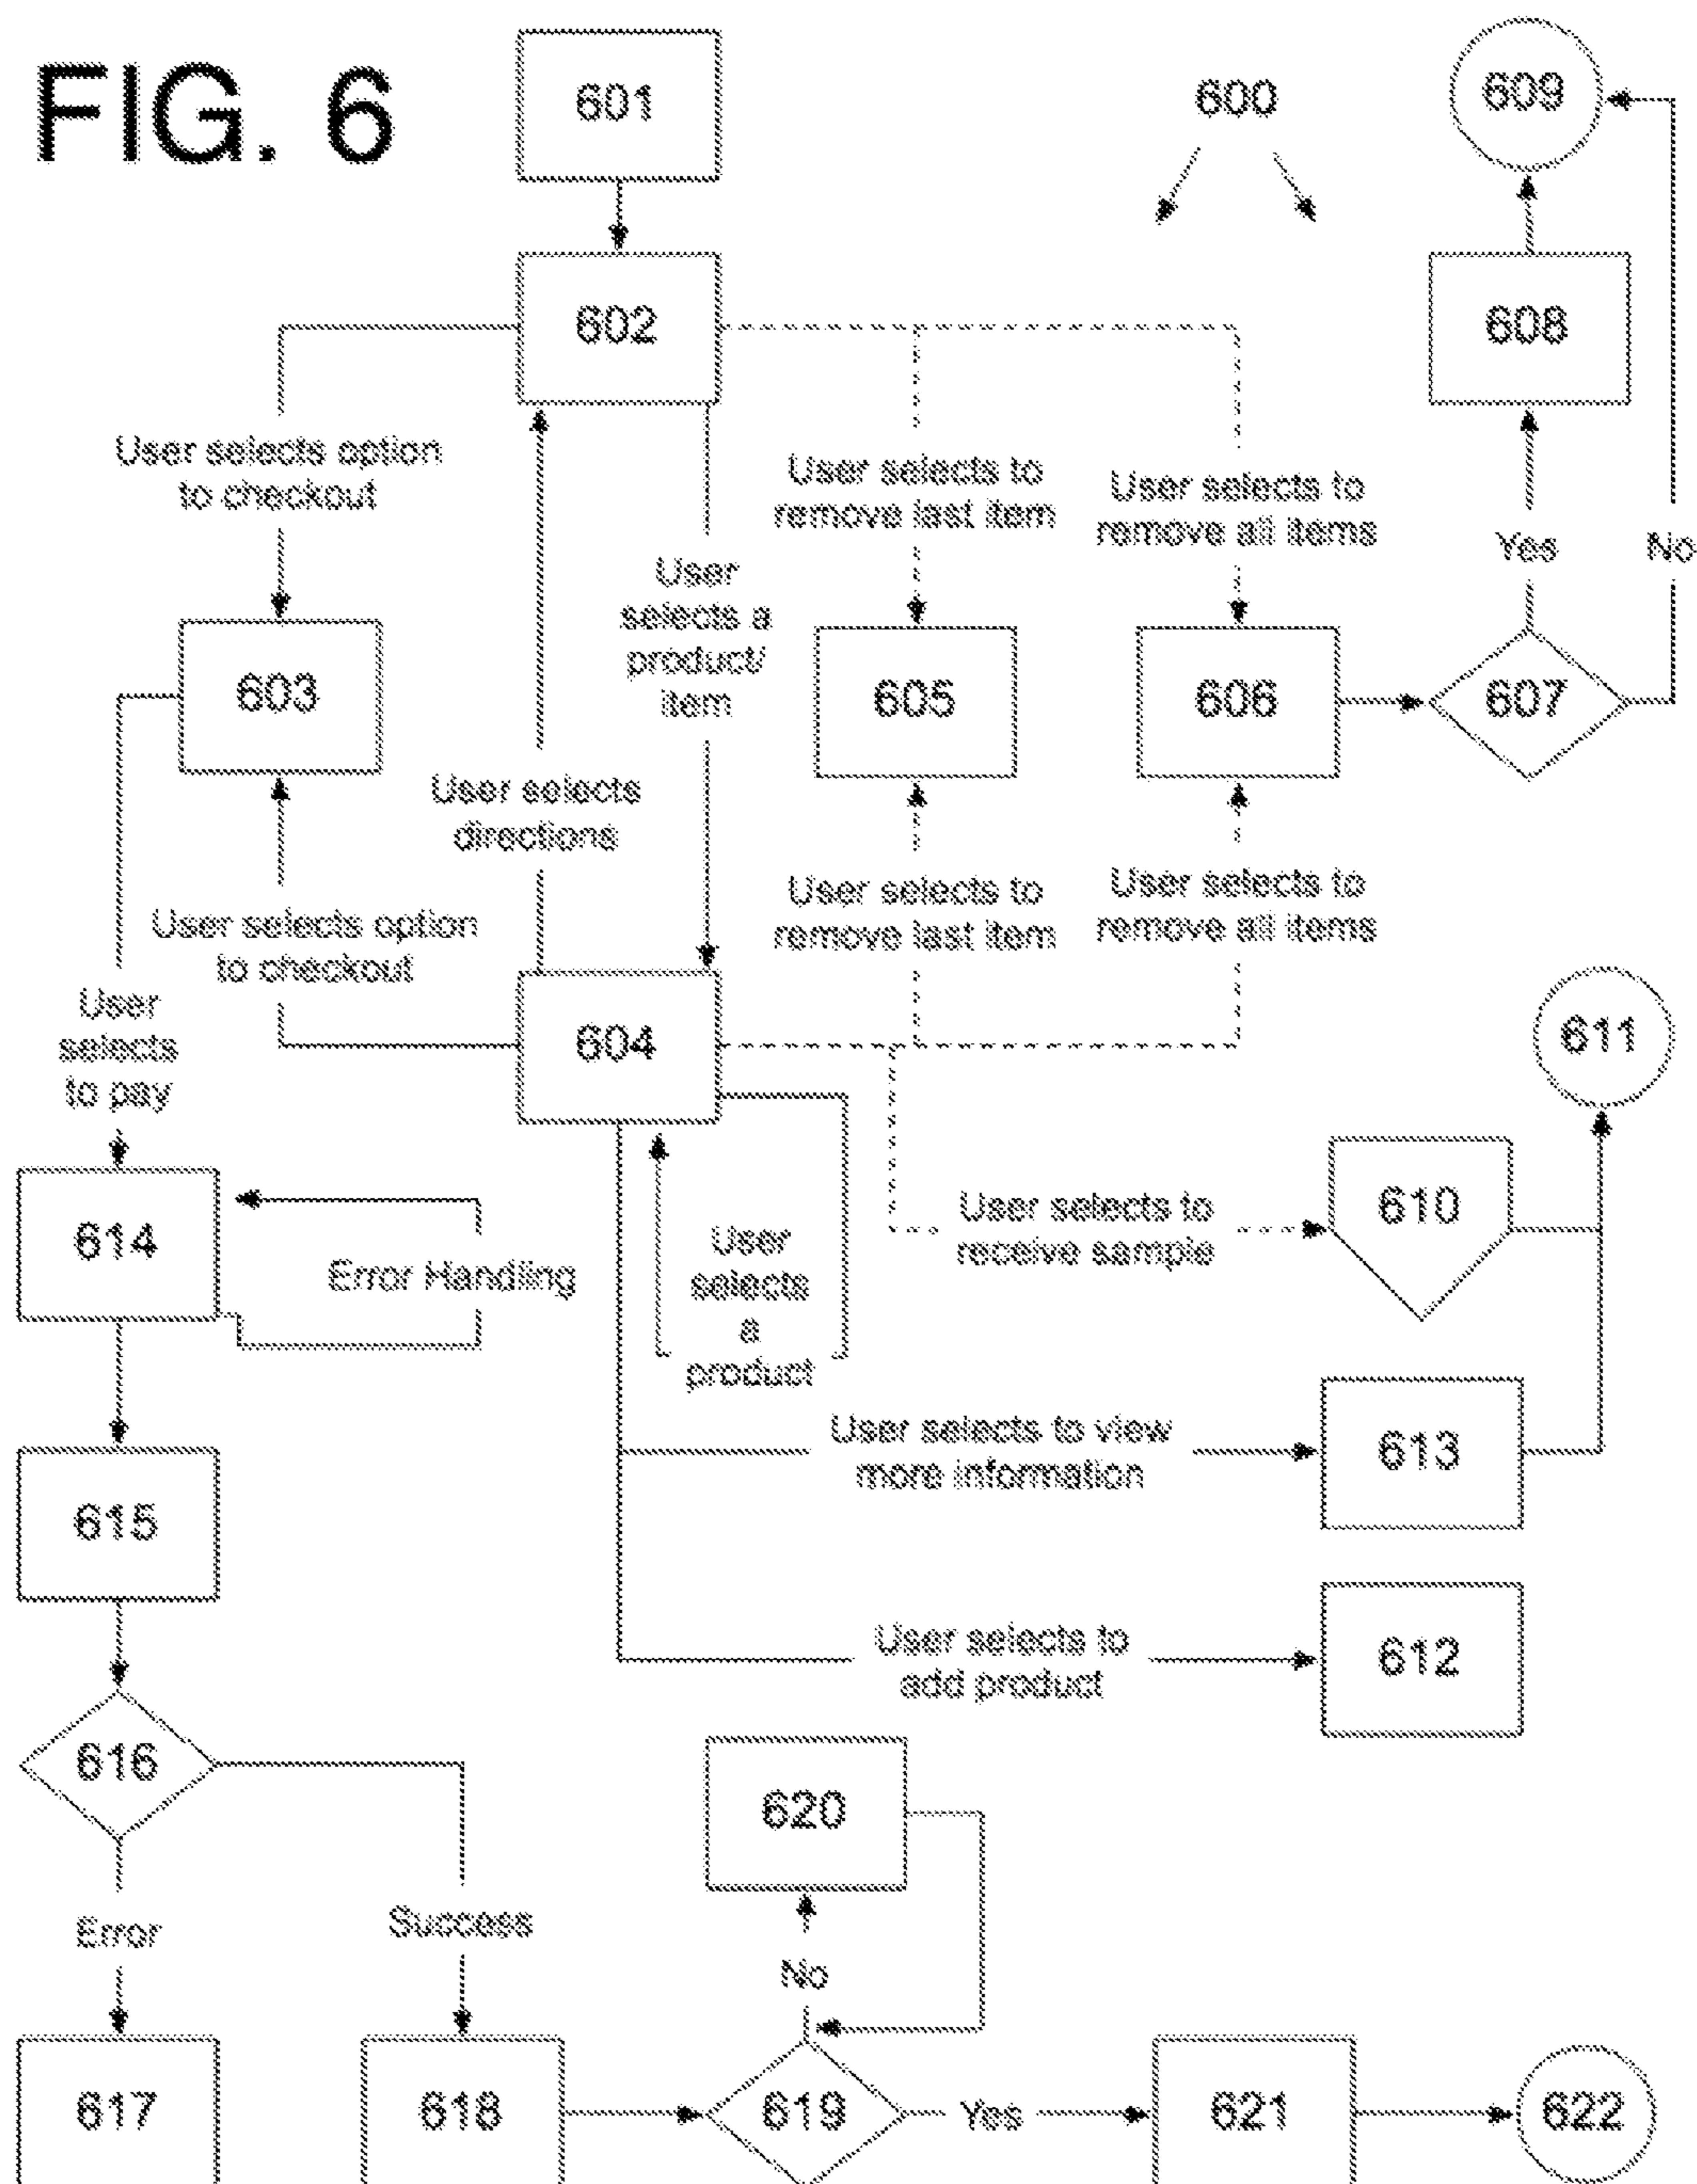 FIG. 6
601
600
609
602
608
User selects option
to checkout
User selects to
remove last item
User selects to
remove all items
Yes
No
User
selects a
product/
item
603
605
606
607
User selects
directions
User selects option
to checkout
User selects to
remove last item
User selects to
remove all items
User
selects
to pay
604
611
614
Error Handling
User
selects
a
product
User selects to
receive sample
610
User selects to view
more information
613
615
User selects to
add product
612
616
620
Error
Success
No
617
618
619
Yes
621
622